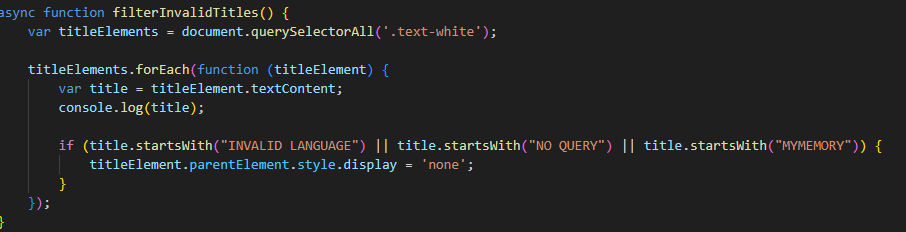 async function filterInvalidTitles() {
    var titleElements = document.querySelectorAll('.text-white');

    titleElements.forEach(function (titleElement) {
        var title = titleElement.textContent;
        console.log(title);

        if (title.startsWith("INVALID LANGUAGE") || title.startsWith("NO QUERY") || title.startsWith("MYMEMORY")) {
            titleElement.parentElement.style.display = 'none';
        }
    });
}